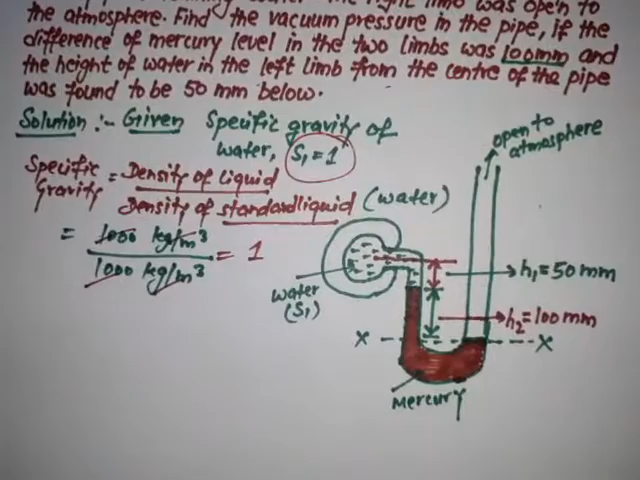 the atmosphere. Find the vacuum pressure in the pipe, if the
difference of mercury level in the two limbs was 100mm and
the height of water in the left limb from the centre of the pipe
was found to be 50 mm below.
Solution :- Given Specific gravity of
water, S₁ = 1
Specific Gravity = Density of liquid / Density of standard liquid (water)
= 1000 kg/m³ / 1000 kg/m³ = 1
open to
atmosphere
water
(S₁)
h₁=50 mm
h₂=100 mm
X
X
Mercury